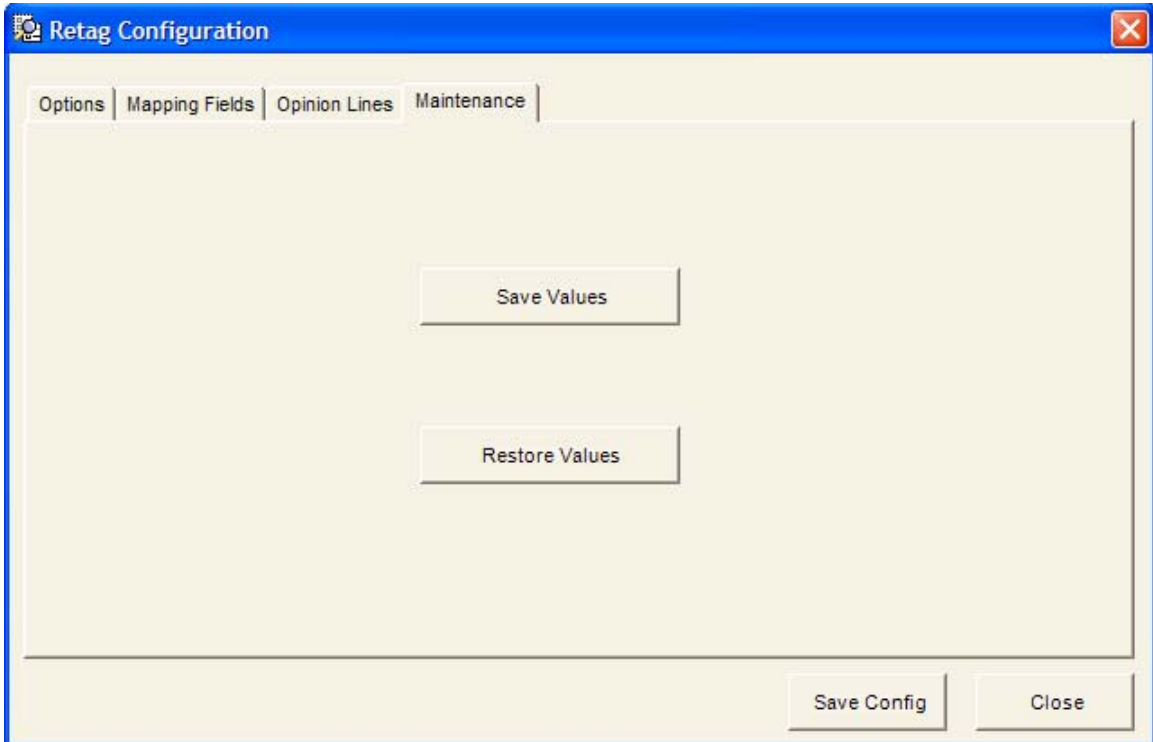 Retag Configuration
Options Mapping Fields Opinion Lines Maintenance
Save Values
Restore Values
Save Config Close